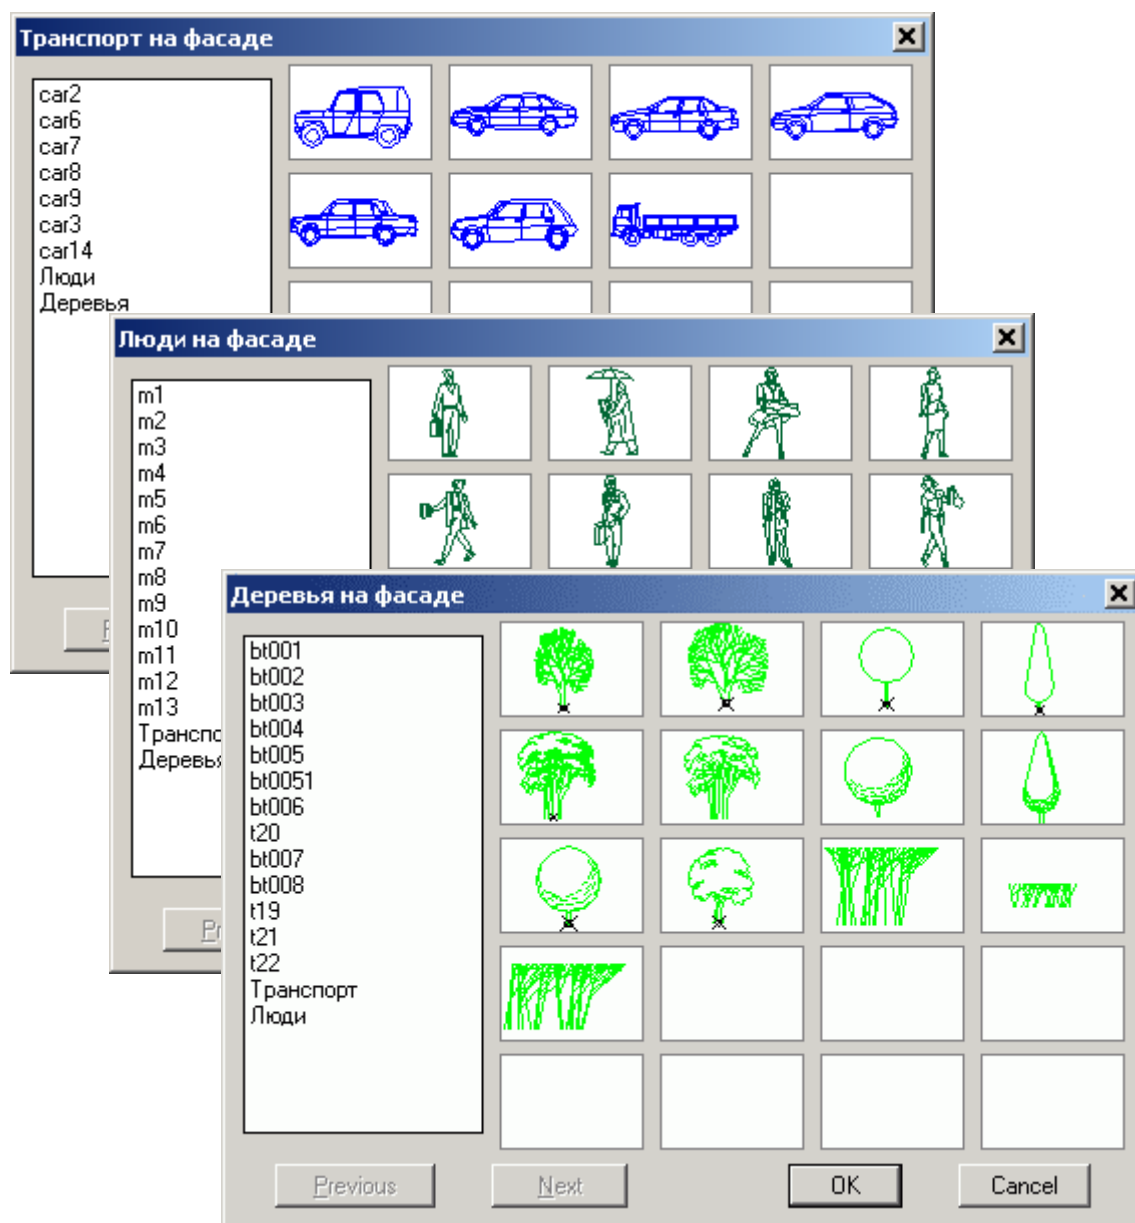 Транспорт на фасаде
car2
car6
car7
car8
car9
car3
car14
Люди
Деревья
Люди на фасаде
m1
m2
m3
m4
m5
m6
m7
m8
m9
m10
m11
m12
m13
Деревья на фасаде
bt001
bt002
bt003
bt004
bt005
bt0051
bt006
t20
bt007
bt008
t19
t21
t22
Транспорт
Люди
Previous
Next
OK
Cancel